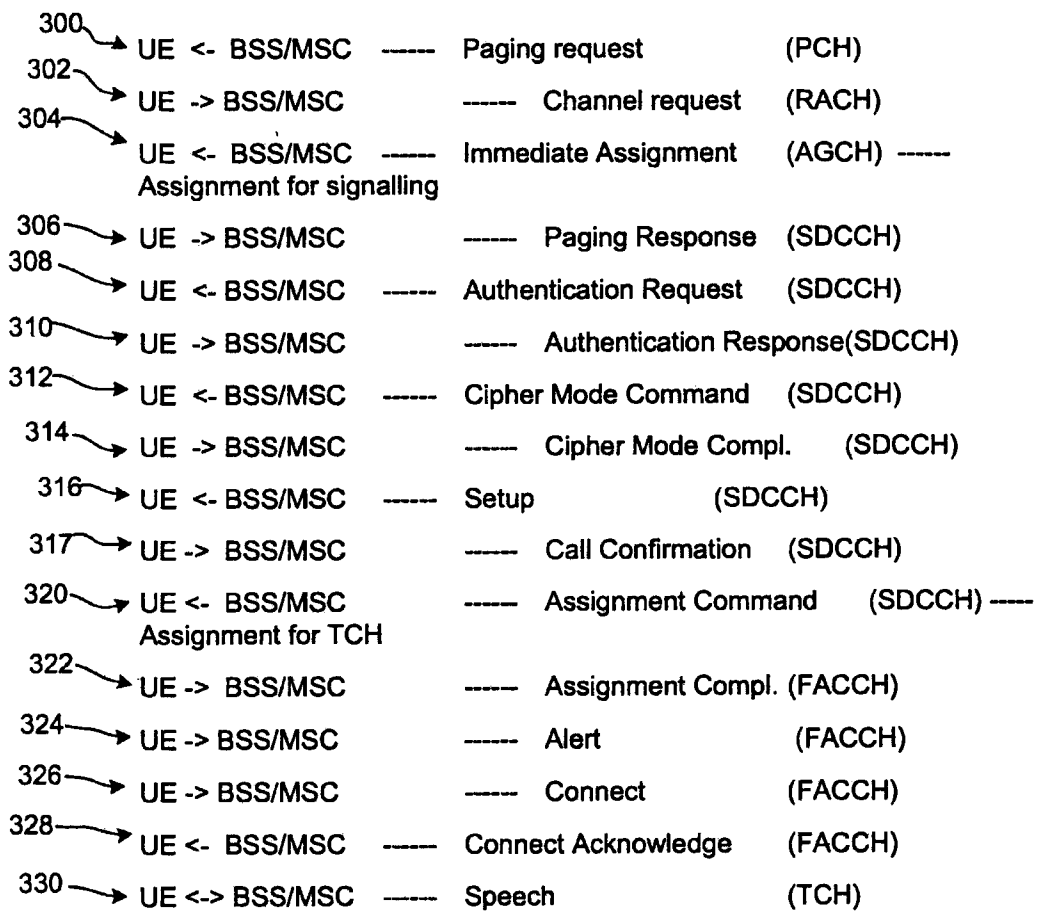 300 UE <- BSS/MSC ------ Paging request (PCH)
302 UE -> BSS/MSC ------ Channel request (RACH)
304 UE <- BSS/MSC ------ Immediate Assignment (AGCH) ------
Assignment for signalling
306 UE -> BSS/MSC ------ Paging Response (SDCCH)
308 UE <- BSS/MSC ------ Authentication Request (SDCCH)
310 UE -> BSS/MSC ------ Authentication Response(SDCCH)
312 UE <- BSS/MSC ------ Cipher Mode Command (SDCCH)
314 UE -> BSS/MSC ------ Cipher Mode Compl. (SDCCH)
316 UE <- BSS/MSC ------ Setup (SDCCH)
317 UE -> BSS/MSC ------ Call Confirmation (SDCCH)
320 UE <- BSS/MSC ------ Assignment Command (SDCCH) -----
Assignment for TCH
322 UE -> BSS/MSC ------ Assignment Compl. (FACCH)
324 UE -> BSS/MSC ------ Alert (FACCH)
326 UE -> BSS/MSC ------ Connect (FACCH)
328 UE <- BSS/MSC ------ Connect Acknowledge (FACCH)
330 UE <-> BSS/MSC ------ Speech (TCH)